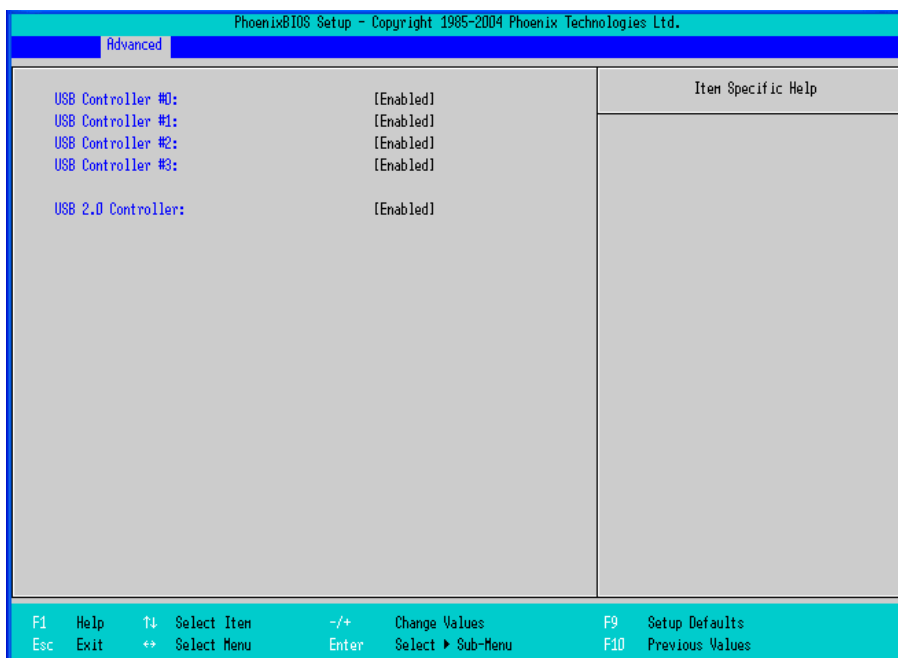 PhoenixBIOS Setup - Copyright 1985-2004 Phoenix Technologies Ltd.
Advanced
Item Specific Help
USB Controller #0: [Enabled]
USB Controller #1: [Enabled]
USB Controller #2: [Enabled]
USB Controller #3: [Enabled]
USB 2.0 Controller: [Enabled]
F1 Help ↑↓ Select Item -/+ Change Values F9 Setup Defaults
Esc Exit ↔ Select Menu Enter Select ▶ Sub-Menu F10 Previous Values